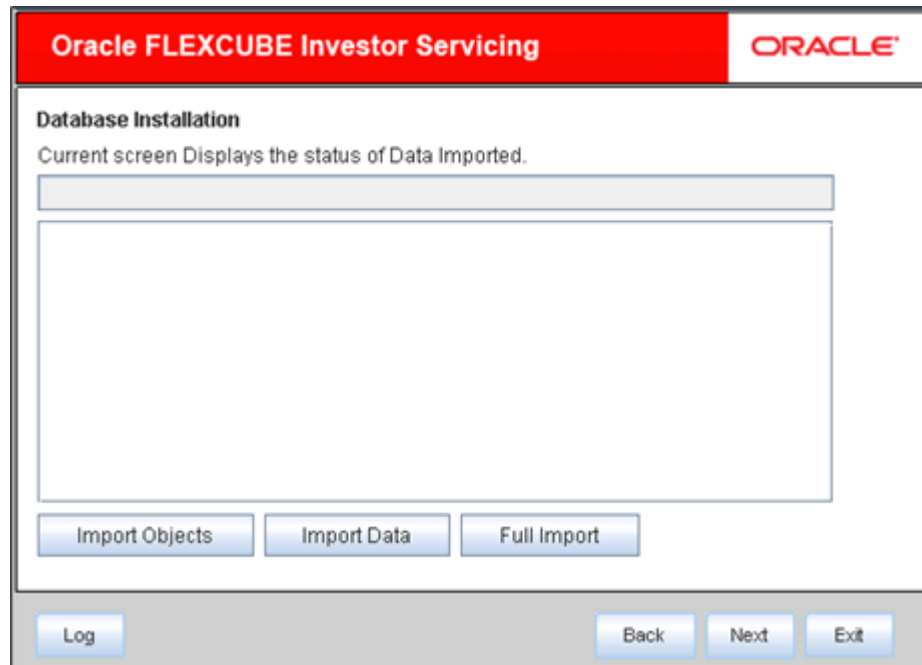 Oracle FLEXCUBE Investor Servicing
ORACLE
Database Installation
Current screen Displays the status of Data Imported.
Import Objects
Import Data
Full Import
Log
Back
Next
Exit